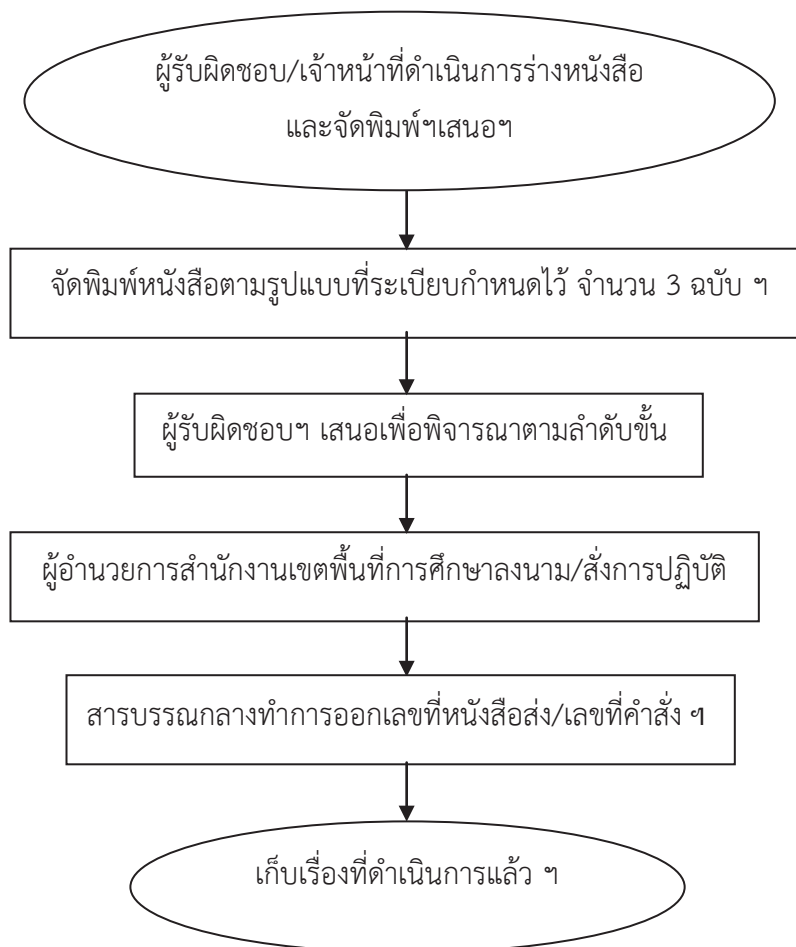 ผู้รับผิดชอบ/เจ้าหน้าที่ดำเนินการร่างหนังสือ
และจัดพิมพ์ฯเสนอฯ
จัดพิมพ์หนังสือตามรูปแบบที่ระเบียบกำหนดไว้ จำนวน 3 ฉบับ ฯ
ผู้รับผิดชอบฯ เสนอเพื่อพิจารณาตามลำดับขั้น
ผู้อำนวยการสำนักงานเขตพื้นที่การศึกษาลงนาม/สั่งการปฏิบัติ
สารบรรณกลางทำการออกเลขที่หนังสือส่ง/เลขที่คำสั่ง ฯ
เก็บเรื่องที่ดำเนินการแล้ว ฯ